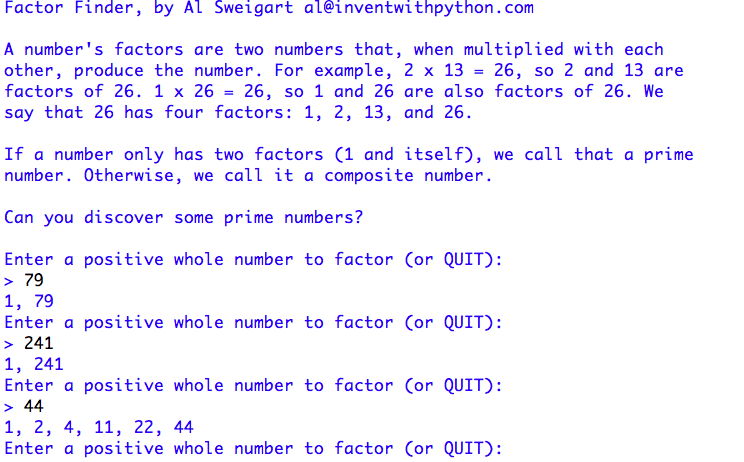 Factor Finder, by Al Sweigart al@inventwithpython.com
A number's factors are two numbers that, when multiplied with each
other, produce the number. For example, 2 x 13 = 26, so 2 and 13 are
factors of 26. 1 x 26 = 26, so 1 and 26 are also factors of 26. We
say that 26 has four factors: 1, 2, 13, and 26.
If a number only has two factors (1 and itself), we call that a prime
number. Otherwise, we call it a composite number.
Can you discover some prime numbers?
Enter a positive whole number to factor (or QUIT):
> 79
1, 79
Enter a positive whole number to factor (or QUIT):
> 241
1, 241
Enter a positive whole number to factor (or QUIT):
> 44
1, 2, 4, 11, 22, 44
Enter a positive whole number to factor (or QUIT):